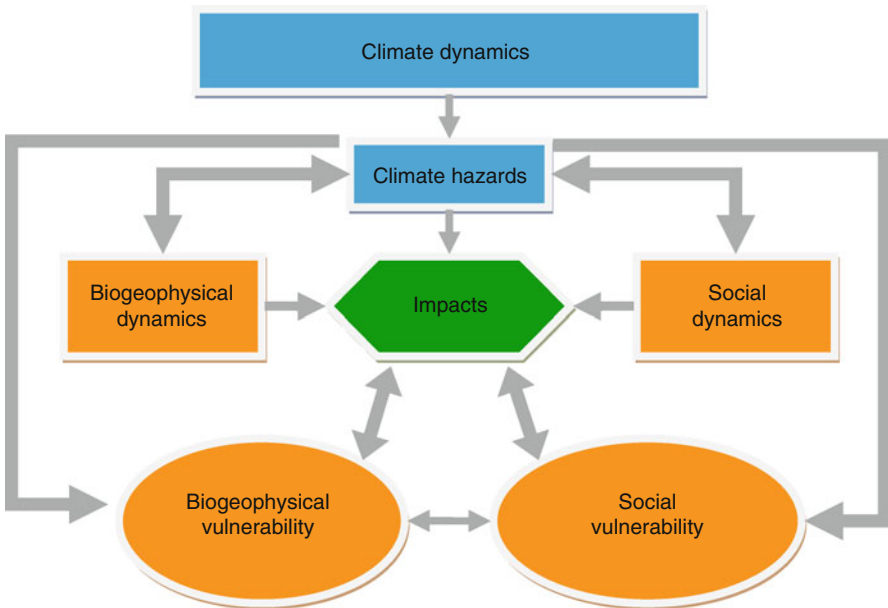 Climate dynamics
Climate hazards
Biogeophysical
dynamics
Impacts
Social
dynamics
Biogeophysical
vulnerability
Social
vulnerability